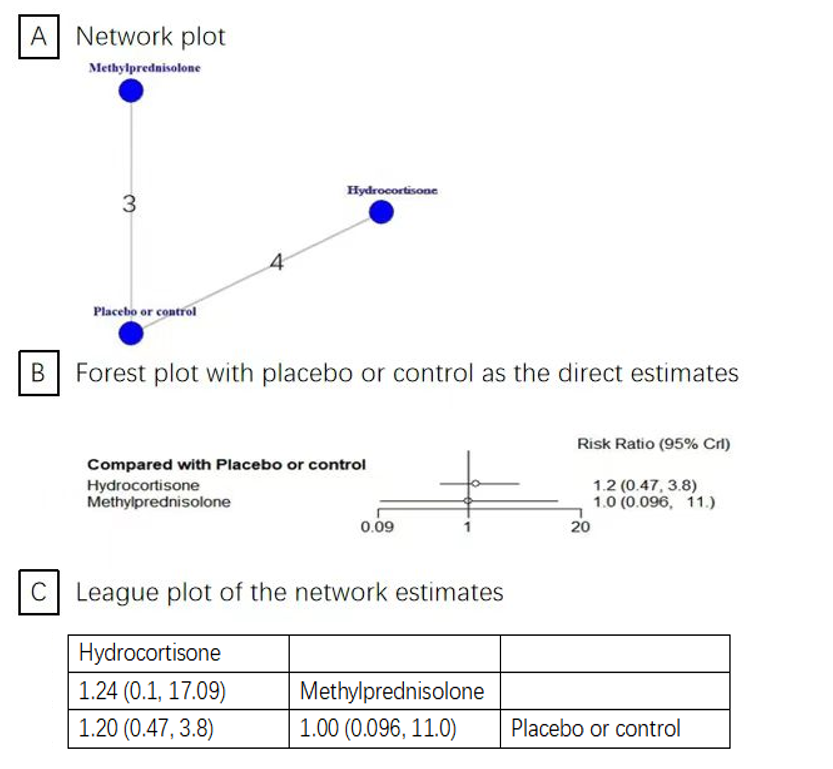 A Network plot
Methylprednisolone
3
Hydrocortisone
4
Placebo or control
B Forest plot with placebo or control as the direct estimates
Risk Ratio (95% CrI)
Compared with Placebo or control
Hydrocortisone 1.2 (0.47, 3.8)
Methylprednisolone 1.0 (0.096, 11.)
0.09 1 20
C League plot of the network estimates
Hydrocortisone
1.24 (0.1, 17.09) Methylprednisolone
1.20 (0.47, 3.8) 1.00 (0.096, 11.0) Placebo or control